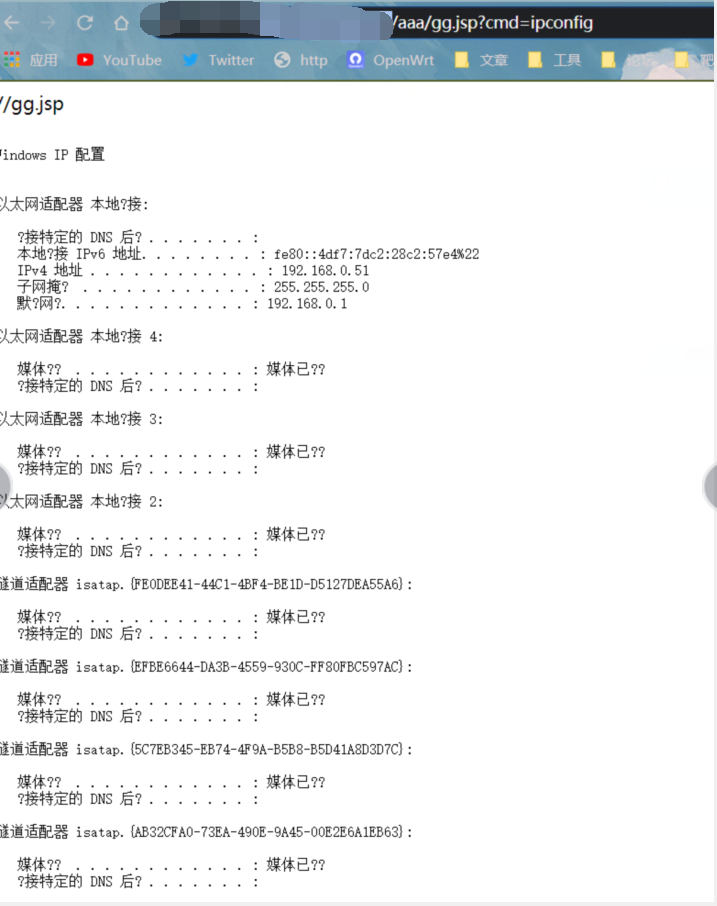 /aaa/gg.jsp?cmd=ipconfig
应用 YouTube Twitter http OpenWrt 文章 工具
//gg.jsp
Windows IP 配置
以太网适配器 本地?接:
?接特定的 DNS 后? . . . . . . . :
本地?接 IPv6 地址. . . . . . . . : fe80::4df7:7dc2:28c2:57e4%22
IPv4 地址 . . . . . . . . . . . . : 192.168.0.51
子网掩? . . . . . . . . . . . . : 255.255.255.0
默?网?. . . . . . . . . . . . . : 192.168.0.1
以太网适配器 本地?接 4:
媒体?? . . . . . . . . . . . . : 媒体已??
?接特定的 DNS 后? . . . . . . . :
以太网适配器 本地?接 3:
媒体?? . . . . . . . . . . . . : 媒体已??
?接特定的 DNS 后? . . . . . . . :
以太网适配器 本地?接 2:
媒体?? . . . . . . . . . . . . : 媒体已??
?接特定的 DNS 后? . . . . . . . :
隧道适配器 isatap.{FE0DEE41-44C1-4BF4-BE1D-D5127DEA55A6}:
媒体?? . . . . . . . . . . . . : 媒体已??
?接特定的 DNS 后? . . . . . . . :
隧道适配器 isatap.{EFBE6644-DA3B-4559-930C-FF80FBC597AC}:
媒体?? . . . . . . . . . . . . : 媒体已??
?接特定的 DNS 后? . . . . . . . :
隧道适配器 isatap.{5C7EB345-EB74-4F9A-B5B8-B5D41A8D3D7C}:
媒体?? . . . . . . . . . . . . : 媒体已??
?接特定的 DNS 后? . . . . . . . :
隧道适配器 isatap.{AB32CFA0-73EA-490E-9A45-00E2E6A1EB63}:
媒体?? . . . . . . . . . . . . : 媒体已??
?接特定的 DNS 后? . . . . . . . :